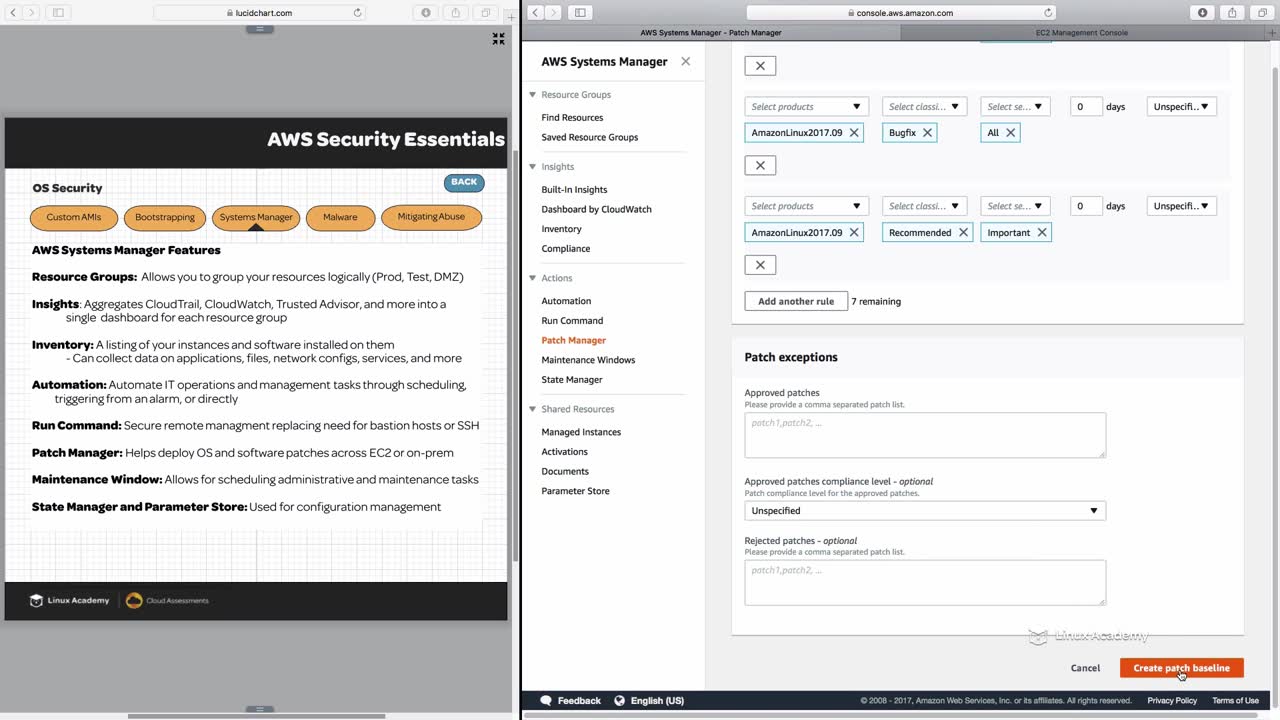 lucidchart.com
console.aws.amazon.com
AWS Systems Manager - Patch Manager
EC2 Management Console
AWS Security Essentials
OS Security
BACK
Custom AMIs
Bootstrapping
Systems Manager
Malware
Mitigating Abuse
AWS Systems Manager Features
Resource Groups: Allows you to group your resources logically (Prod, Test, DMZ)
Insights: Aggregates CloudTrail, CloudWatch, Trusted Advisor, and more into a
single dashboard for each resource group
Inventory: A listing of your instances and software installed on them
- Can collect data on applications, files, network configs, services, and more
Automation: Automate IT operations and management tasks through scheduling,
triggering from an alarm, or directly
Run Command: Secure remote managment replacing need for bastion hosts or SSH
Patch Manager: Helps deploy OS and software patches across EC2 or on-prem
Maintenance Window: Allows for scheduling administrative and maintenance tasks
State Manager and Parameter Store: Used for configuration management
Linux Academy
Cloud Assessments
AWS Systems Manager
Resource Groups
Find Resources
Saved Resource Groups
Insights
Built-In Insights
Dashboard by CloudWatch
Inventory
Compliance
Actions
Automation
Run Command
Patch Manager
Maintenance Windows
State Manager
Shared Resources
Managed Instances
Activations
Documents
Parameter Store
Select products
Select classi...
Select se...
0
days
Unspecifi..
AmazonLinux2017.09
Bugfix
All
Select products
Select classi...
Select se...
0
days
Unspecifi..
AmazonLinux2017.09
Recommended
Important
Add another rule
7 remaining
Patch exceptions
Approved patches
Please provide a comma separated patch list.
patch1,patch2, ...
Approved patches compliance level - optional
Patch compliance level for the approved patches.
Unspecified
Rejected patches - optional
Please provide a comma separated patch list.
patch1,patch2, ...
Linux Academy
Cancel
Create patch baseline
Feedback
English (US)
© 2008 - 2017, Amazon Web Services, Inc. or its affiliates. All rights reserved.
Privacy Policy
Terms of Use